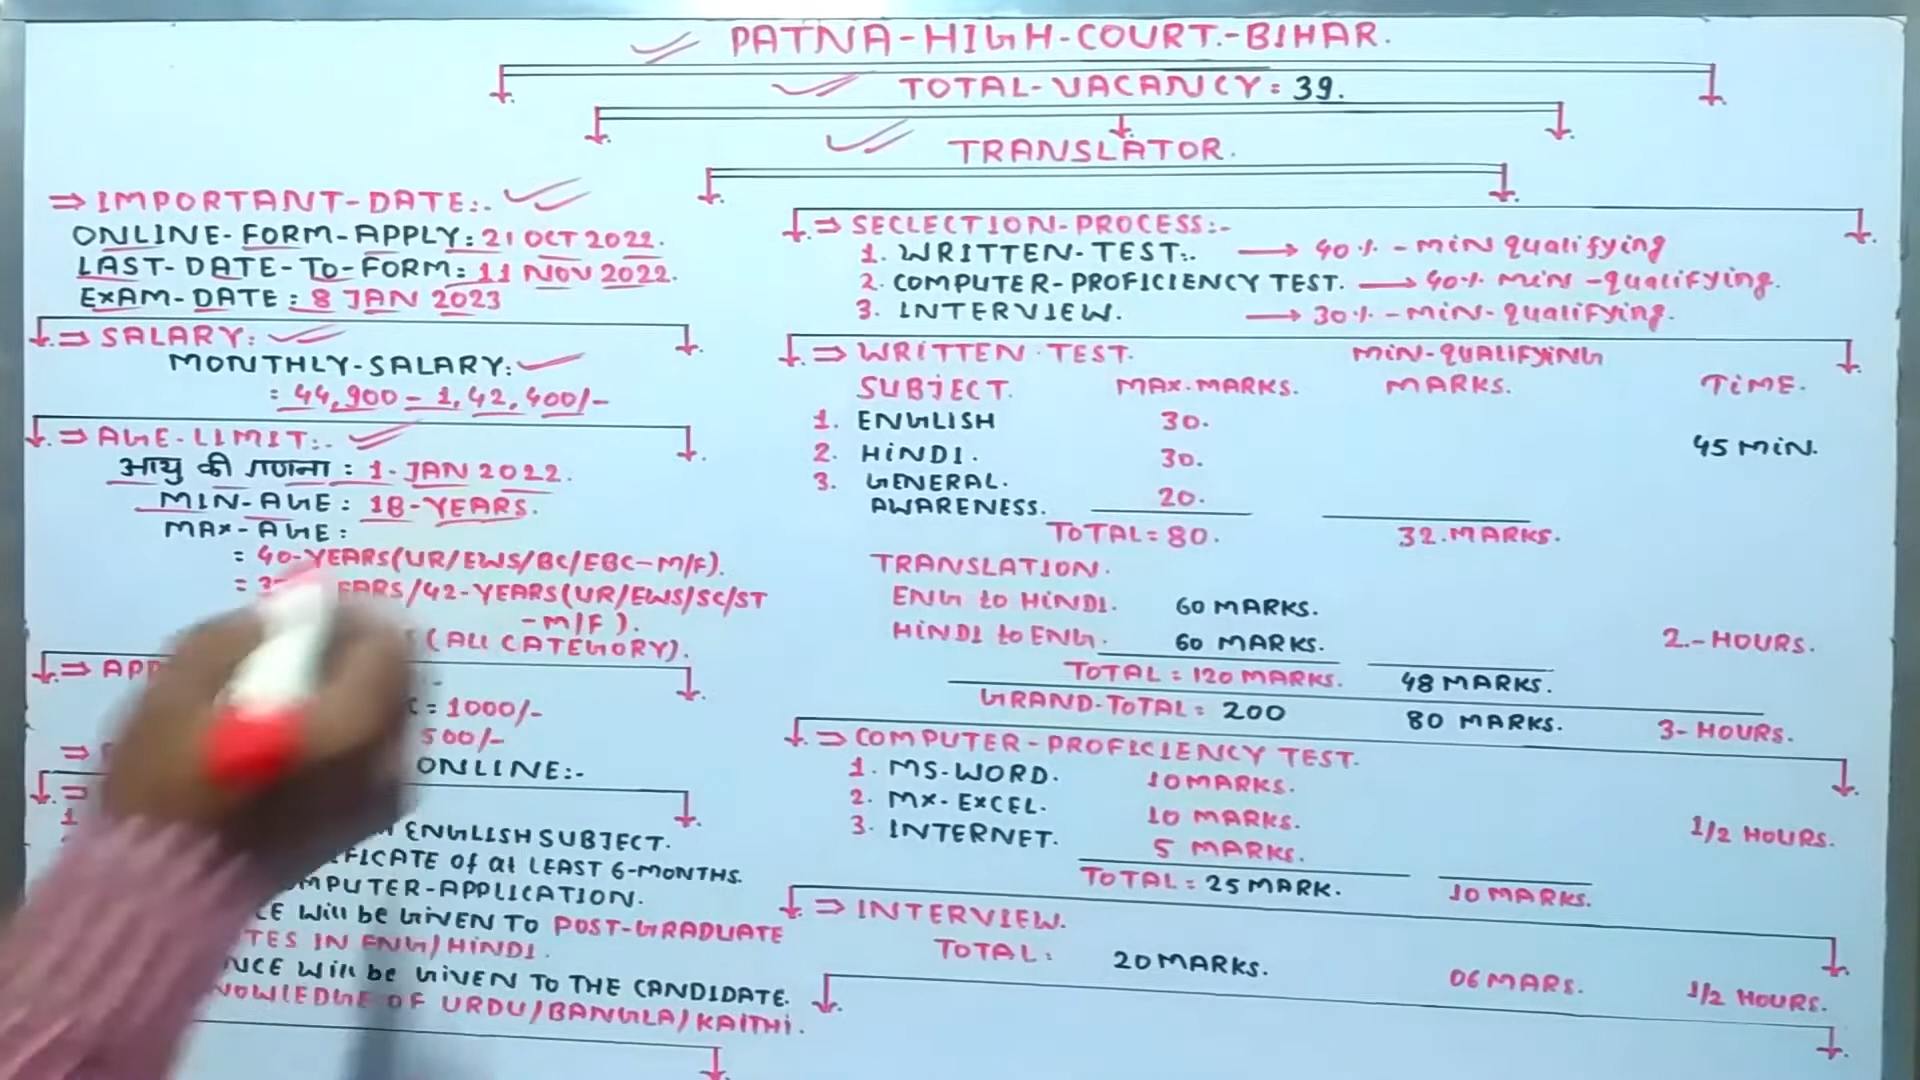 PATNA-HIGH-COURT.-BIHAR.
TOTAL-VACANCY: 39.
TRANSLATOR.
⇒ IMPORTANT-DATE:-
ONLINE-FORM-APPLY: 21 OCT 2022.
LAST-DATE-TO-FORM: 11 NOV 2022.
EXAM-DATE: 8 JAN 2023
⇒ SALARY:
MONTHLY-SALARY:
= 44,900 - 1,42,400/-
⇒ AGE-LIMIT:-
आयु की गणना : 1-JAN 2022.
MIN-AGE: 18-YEARS.
MAX-AGE:
= 40-YEARS(UR/EWS/BC/EBC-M/F).
= /42-YEARS(UR/EWS/SC/ST
-M/F).
(ALL CATEGORY).
⇒
= 1000/-
500/-
⇒ ONLINE:-
⇒
1
ENGLISH SUBJECT.
of at LEAST 6-MONTHS.
COMPUTER-APPLICATION.
Will be GIVEN TO POST-GRADUATE
IN ENG/HINDI.
Will be GIVEN TO THE CANDIDATE.
KNOWLEDGE OF URDU/BANGLA/KAITHI.
⇒ SECLECTION-PROCESS:-
1. WRITTEN-TEST:- → 40% - MIN qualifying
2. COMPUTER-PROFICIENCY TEST. → 40% MIN -qualifying.
3. INTERVIEW. → 30% -MIN-qualifying.
⇒ WRITTEN TEST. MIN-QUALIFYING
SUBJECT. MAX-MARKS. MARKS. TIME.
1. ENGLISH 30.
2. HINDI. 30. 45 MIN.
3. GENERAL.
AWARENESS. 20.
TOTAL= 80. 32.MARKS.
TRANSLATION.
ENG to HINDI. 60 MARKS.
HINDI to ENG. 60 MARKS. 2.-HOURS.
TOTAL = 120 MARKS. 48 MARKS.
GRAND-TOTAL= 200 80 MARKS. 3-HOURS.
⇒ COMPUTER-PROFICIENCY TEST.
1. MS-WORD. 10 MARKS.
2. MX-EXCEL. 10 MARKS. 1/2 HOURS.
3. INTERNET. 5 MARKS.
TOTAL= 25 MARK. 10 MARKS.
⇒ INTERVIEW.
TOTAL: 20 MARKS. 06 MARS. 1/2 HOURS.